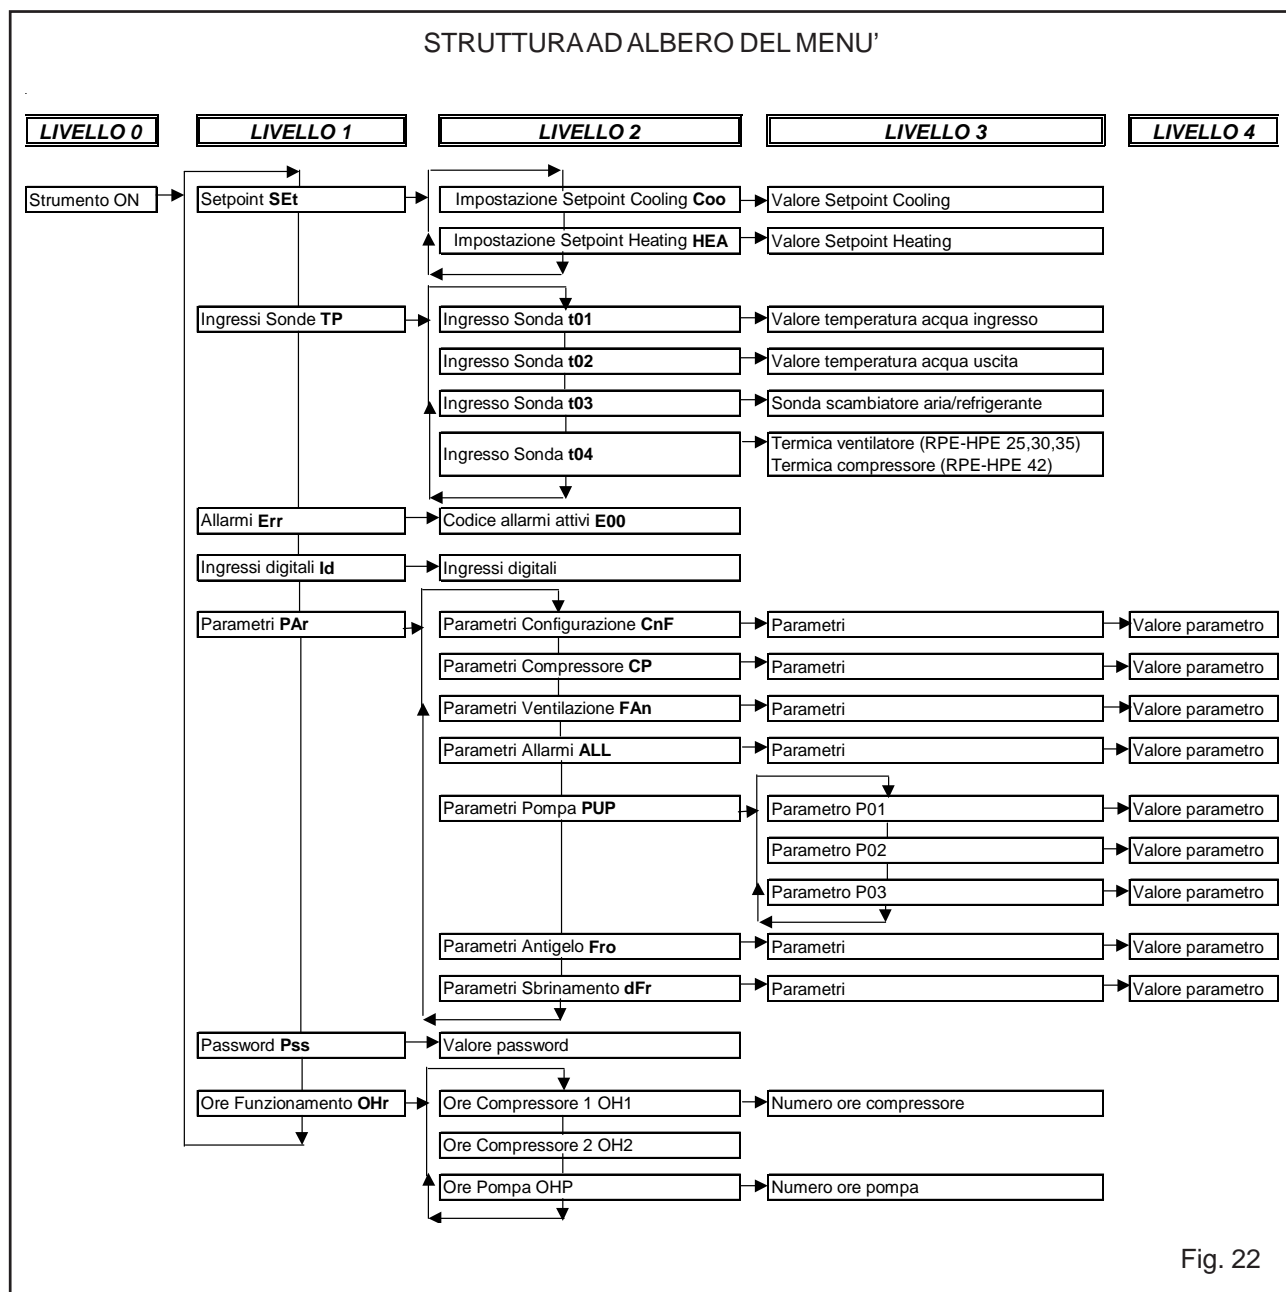 STRUTTURA AD ALBERO DEL MENU’
LIVELLO 0
LIVELLO 1
LIVELLO 2
LIVELLO 3
LIVELLO 4
Strumento ON
Setpoint SEt
Impostazione Setpoint Cooling Coo
Valore Setpoint Cooling
Impostazione Setpoint Heating HEA
Valore Setpoint Heating
Ingressi Sonde TP
Ingresso Sonda t01
Valore temperatura acqua ingresso
Ingresso Sonda t02
Valore temperatura acqua uscita
Ingresso Sonda t03
Sonda scambiatore aria/refrigerante
Ingresso Sonda t04
Termica ventilatore (RPE-HPE 25,30,35)
Termica compressore (RPE-HPE 42)
Allarmi Err
Codice allarmi attivi E00
Ingressi digitali Id
Ingressi digitali
Parametri PAr
Parametri Configurazione CnF
Parametri
Valore parametro
Parametri Compressore CP
Parametri
Valore parametro
Parametri Ventilazione FAn
Parametri
Valore parametro
Parametri Allarmi ALL
Parametri
Valore parametro
Parametri Pompa PUP
Parametro P01
Valore parametro
Parametro P02
Valore parametro
Parametro P03
Valore parametro
Parametri Antigelo Fro
Parametri
Valore parametro
Parametri Sbrinamento dFr
Parametri
Valore parametro
Password Pss
Valore password
Ore Funzionamento OHr
Ore Compressore 1 OH1
Numero ore compressore
Ore Compressore 2 OH2
Ore Pompa OHP
Numero ore pompa
Fig. 22